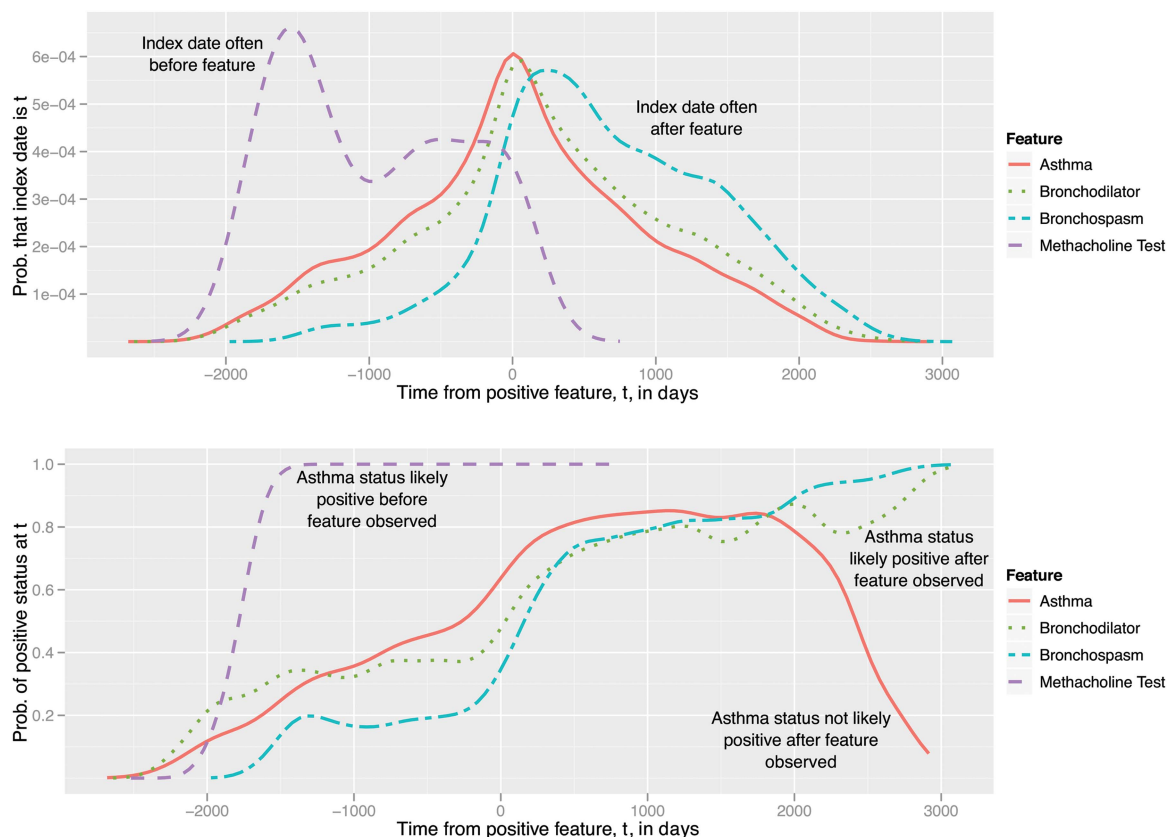 Prob. that index date is t
6e−04
5e−04
4e−04
3e−04
2e−04
1e−04
Index date often
before feature
Index date often
after feature
−2000
−1000
0
1000
2000
3000
Time from positive feature, t, in days
Feature
Asthma
Bronchodilator
Bronchospasm
Methacholine Test
Prob. of positive status at t
1.0
0.8
0.6
0.4
0.2
Asthma status likely
positive before
feature observed
Asthma status
likely positive after
feature observed
Asthma status not likely
positive after feature
observed
−2000
−1000
0
1000
2000
3000
Time from positive feature, t, in days
Feature
Asthma
Bronchodilator
Bronchospasm
Methacholine Test